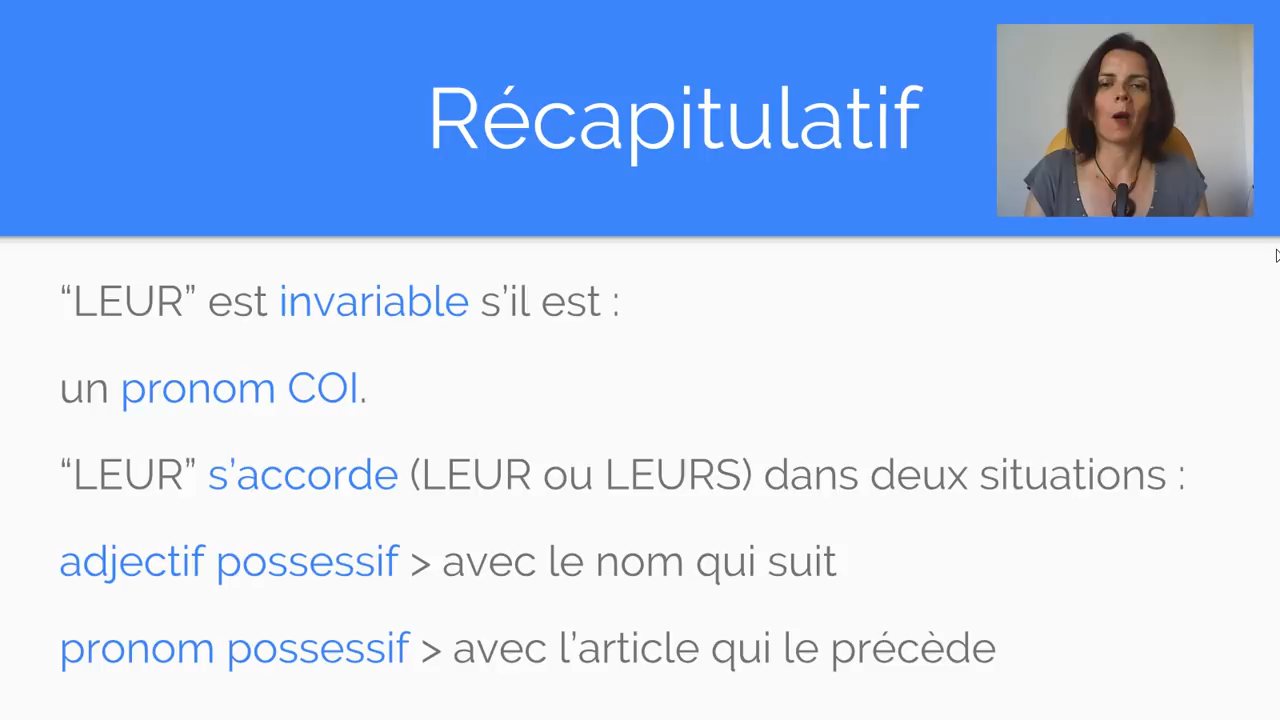 Récapitulatif
“LEUR” est invariable s’il est :
un pronom COI.
“LEUR” s’accorde (LEUR ou LEURS) dans deux situations :
adjectif possessif > avec le nom qui suit
pronom possessif > avec l’article qui le précède